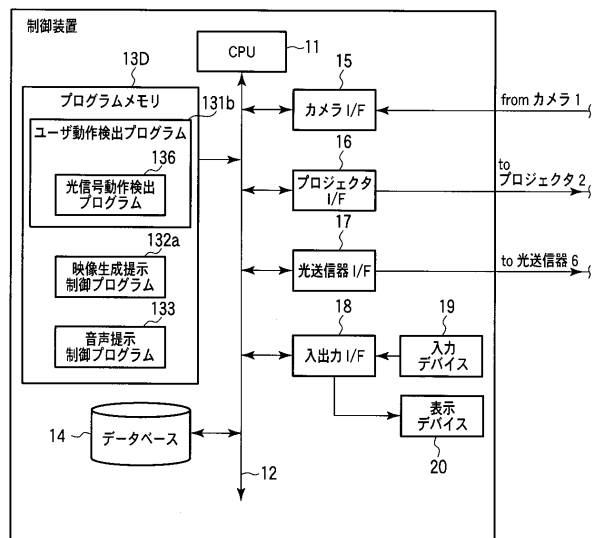 制御装置
CPU
11
13D
プログラムメモリ
131b
ユーザ動作検出プログラム
136
光信号動作検出
プログラム
132a
映像生成提示
制御プログラム
133
音声提示
制御プログラム
14
データベース
12
15
カメラ I/F
from カメラ 1
16
プロジェクタ
I/F
to
プロジェクタ 2
17
光送信器 I/F
to 光送信器 6
18
入出力 I/F
19
入力
デバイス
表示
デバイス
20